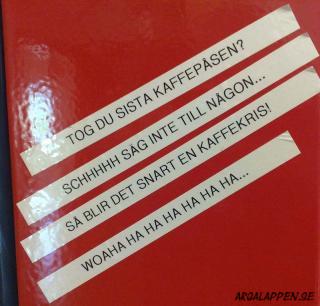 TOG DU SISTA KAFFEPÅSEN?
SCHHHHH SÄG INTE TILL NÅGON...
SÅ BLIR DET SNART EN KAFFEKRIS!
WOAHA HA HA HA HA HA HA...
ARGALAPPEN.SE